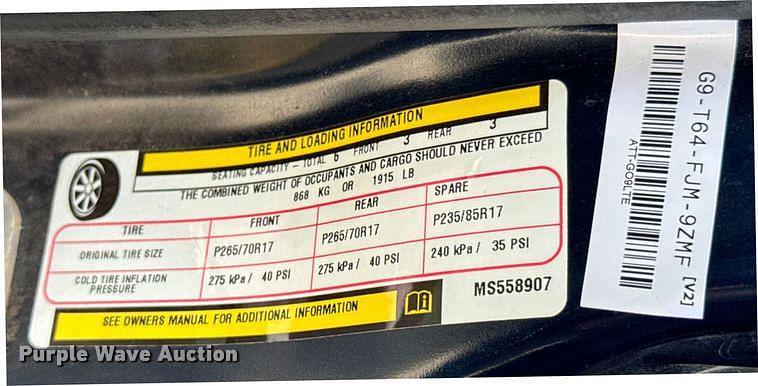 TIRE AND LOADING INFORMATION
SEATING CAPACITY - TOTAL 6 FRONT 3 REAR 3
THE COMBINED WEIGHT OF OCCUPANTS AND CARGO SHOULD NEVER EXCEED
868 KG OR 1915 LB
TIRE FRONT REAR SPARE
ORIGINAL TIRE SIZE P265/70R17 P265/70R17 P235/85R17
COLD TIRE INFLATION PRESSURE 275 kPa / 40 PSI 275 kPa / 40 PSI 240 kPa / 35 PSI
SEE OWNERS MANUAL FOR ADDITIONAL INFORMATION
MS558907
G9-T64-FJM-9ZMF [V2]
ATT-GO9LTE
Purple Wave Auction